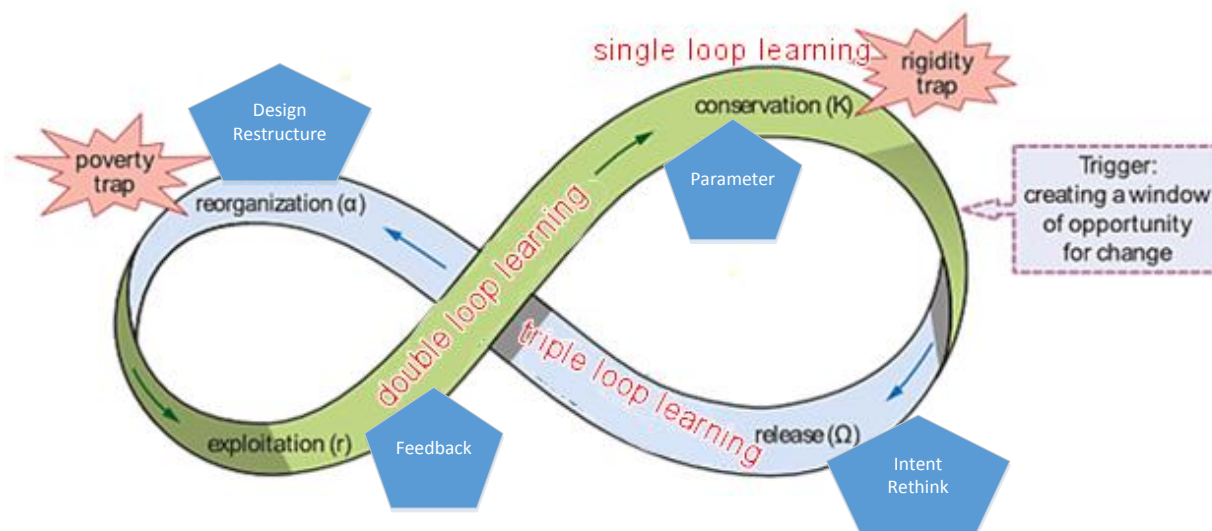 single loop learning
rigidity
trap
conservation (K)
Design
Restructure
poverty
trap
reorganization (α)
Parameter
Trigger:
creating a window
of opportunity
for change
double loop learning
triple loop learning
exploitation (r)
Feedback
release (Ω)
Intent
Rethink